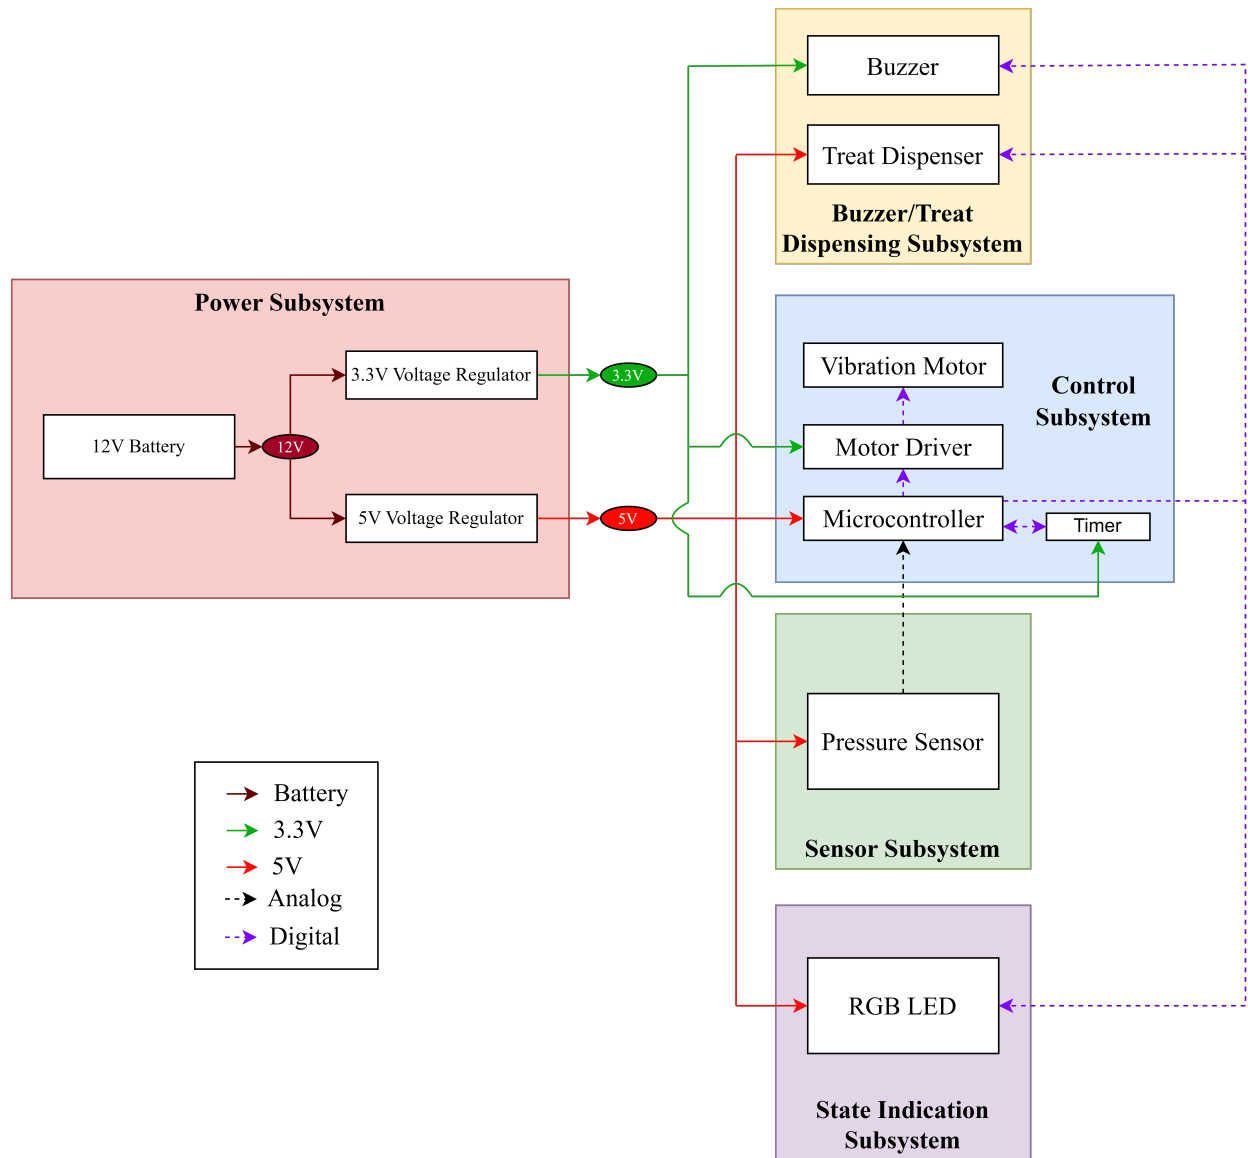 Buzzer
Treat Dispenser
Buzzer/Treat
Dispensing Subsystem
Power Subsystem
12V Battery
12V
3.3V Voltage Regulator
5V Voltage Regulator
3.3V
5V
Vibration Motor
Control
Subsystem
Motor Driver
Microcontroller
Timer
Pressure Sensor
Sensor Subsystem
Battery
3.3V
5V
Analog
Digital
RGB LED
State Indication
Subsystem